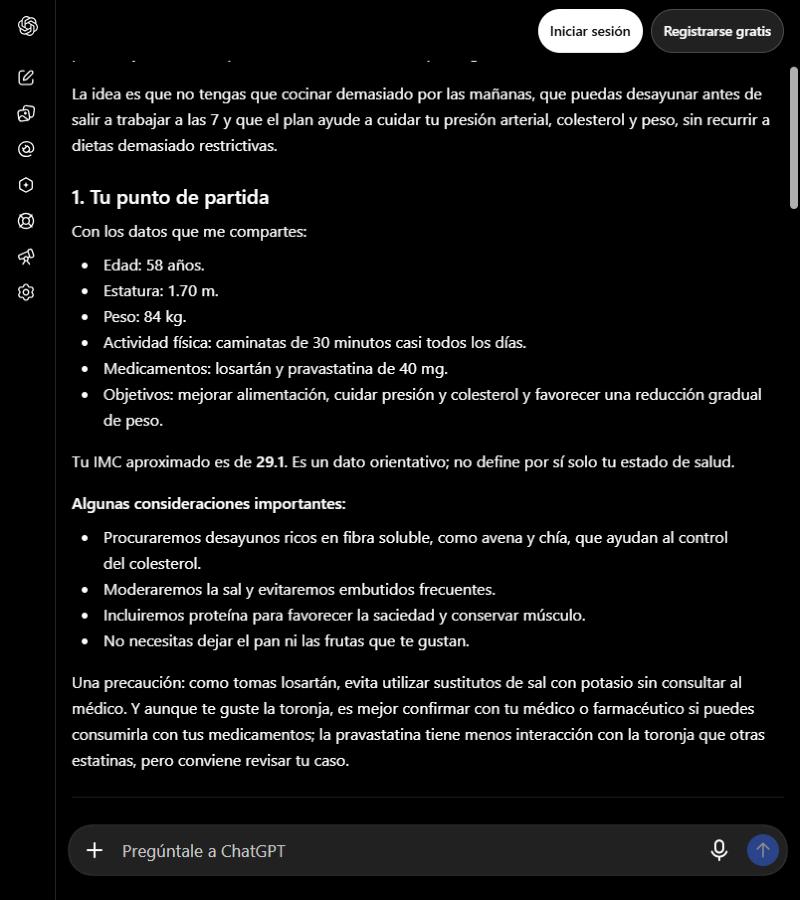 Iniciar sesión
Registrarse gratis
La idea es que no tengas que cocinar demasiado por las mañanas, que puedas desayunar antes de
salir a trabajar a las 7 y que el plan ayude a cuidar tu presión arterial, colesterol y peso, sin recurrir a
dietas demasiado restrictivas.
1. Tu punto de partida
Con los datos que me compartes:
• Edad: 58 años.
• Estatura: 1.70 m.
• Peso: 84 kg.
• Actividad física: caminatas de 30 minutos casi todos los días.
• Medicamentos: losartán y pravastatina de 40 mg.
• Objetivos: mejorar alimentación, cuidar presión y colesterol y favorecer una reducción gradual
de peso.
Tu IMC aproximado es de 29.1. Es un dato orientativo; no define por sí solo tu estado de salud.
Algunas consideraciones importantes:
• Procuraremos desayunos ricos en fibra soluble, como avena y chía, que ayudan al control
del colesterol.
• Moderaremos la sal y evitaremos embutidos frecuentes.
• Incluiremos proteína para favorecer la saciedad y conservar músculo.
• No necesitas dejar el pan ni las frutas que te gustan.
Una precaución: como tomas losartán, evita utilizar sustitutos de sal con potasio sin consultar al
médico. Y aunque te guste la toronja, es mejor confirmar con tu médico o farmacéutico si puedes
consumirla con tus medicamentos; la pravastatina tiene menos interacción con la toronja que otras
estatinas, pero conviene revisar tu caso.
Pregúntale a ChatGPT